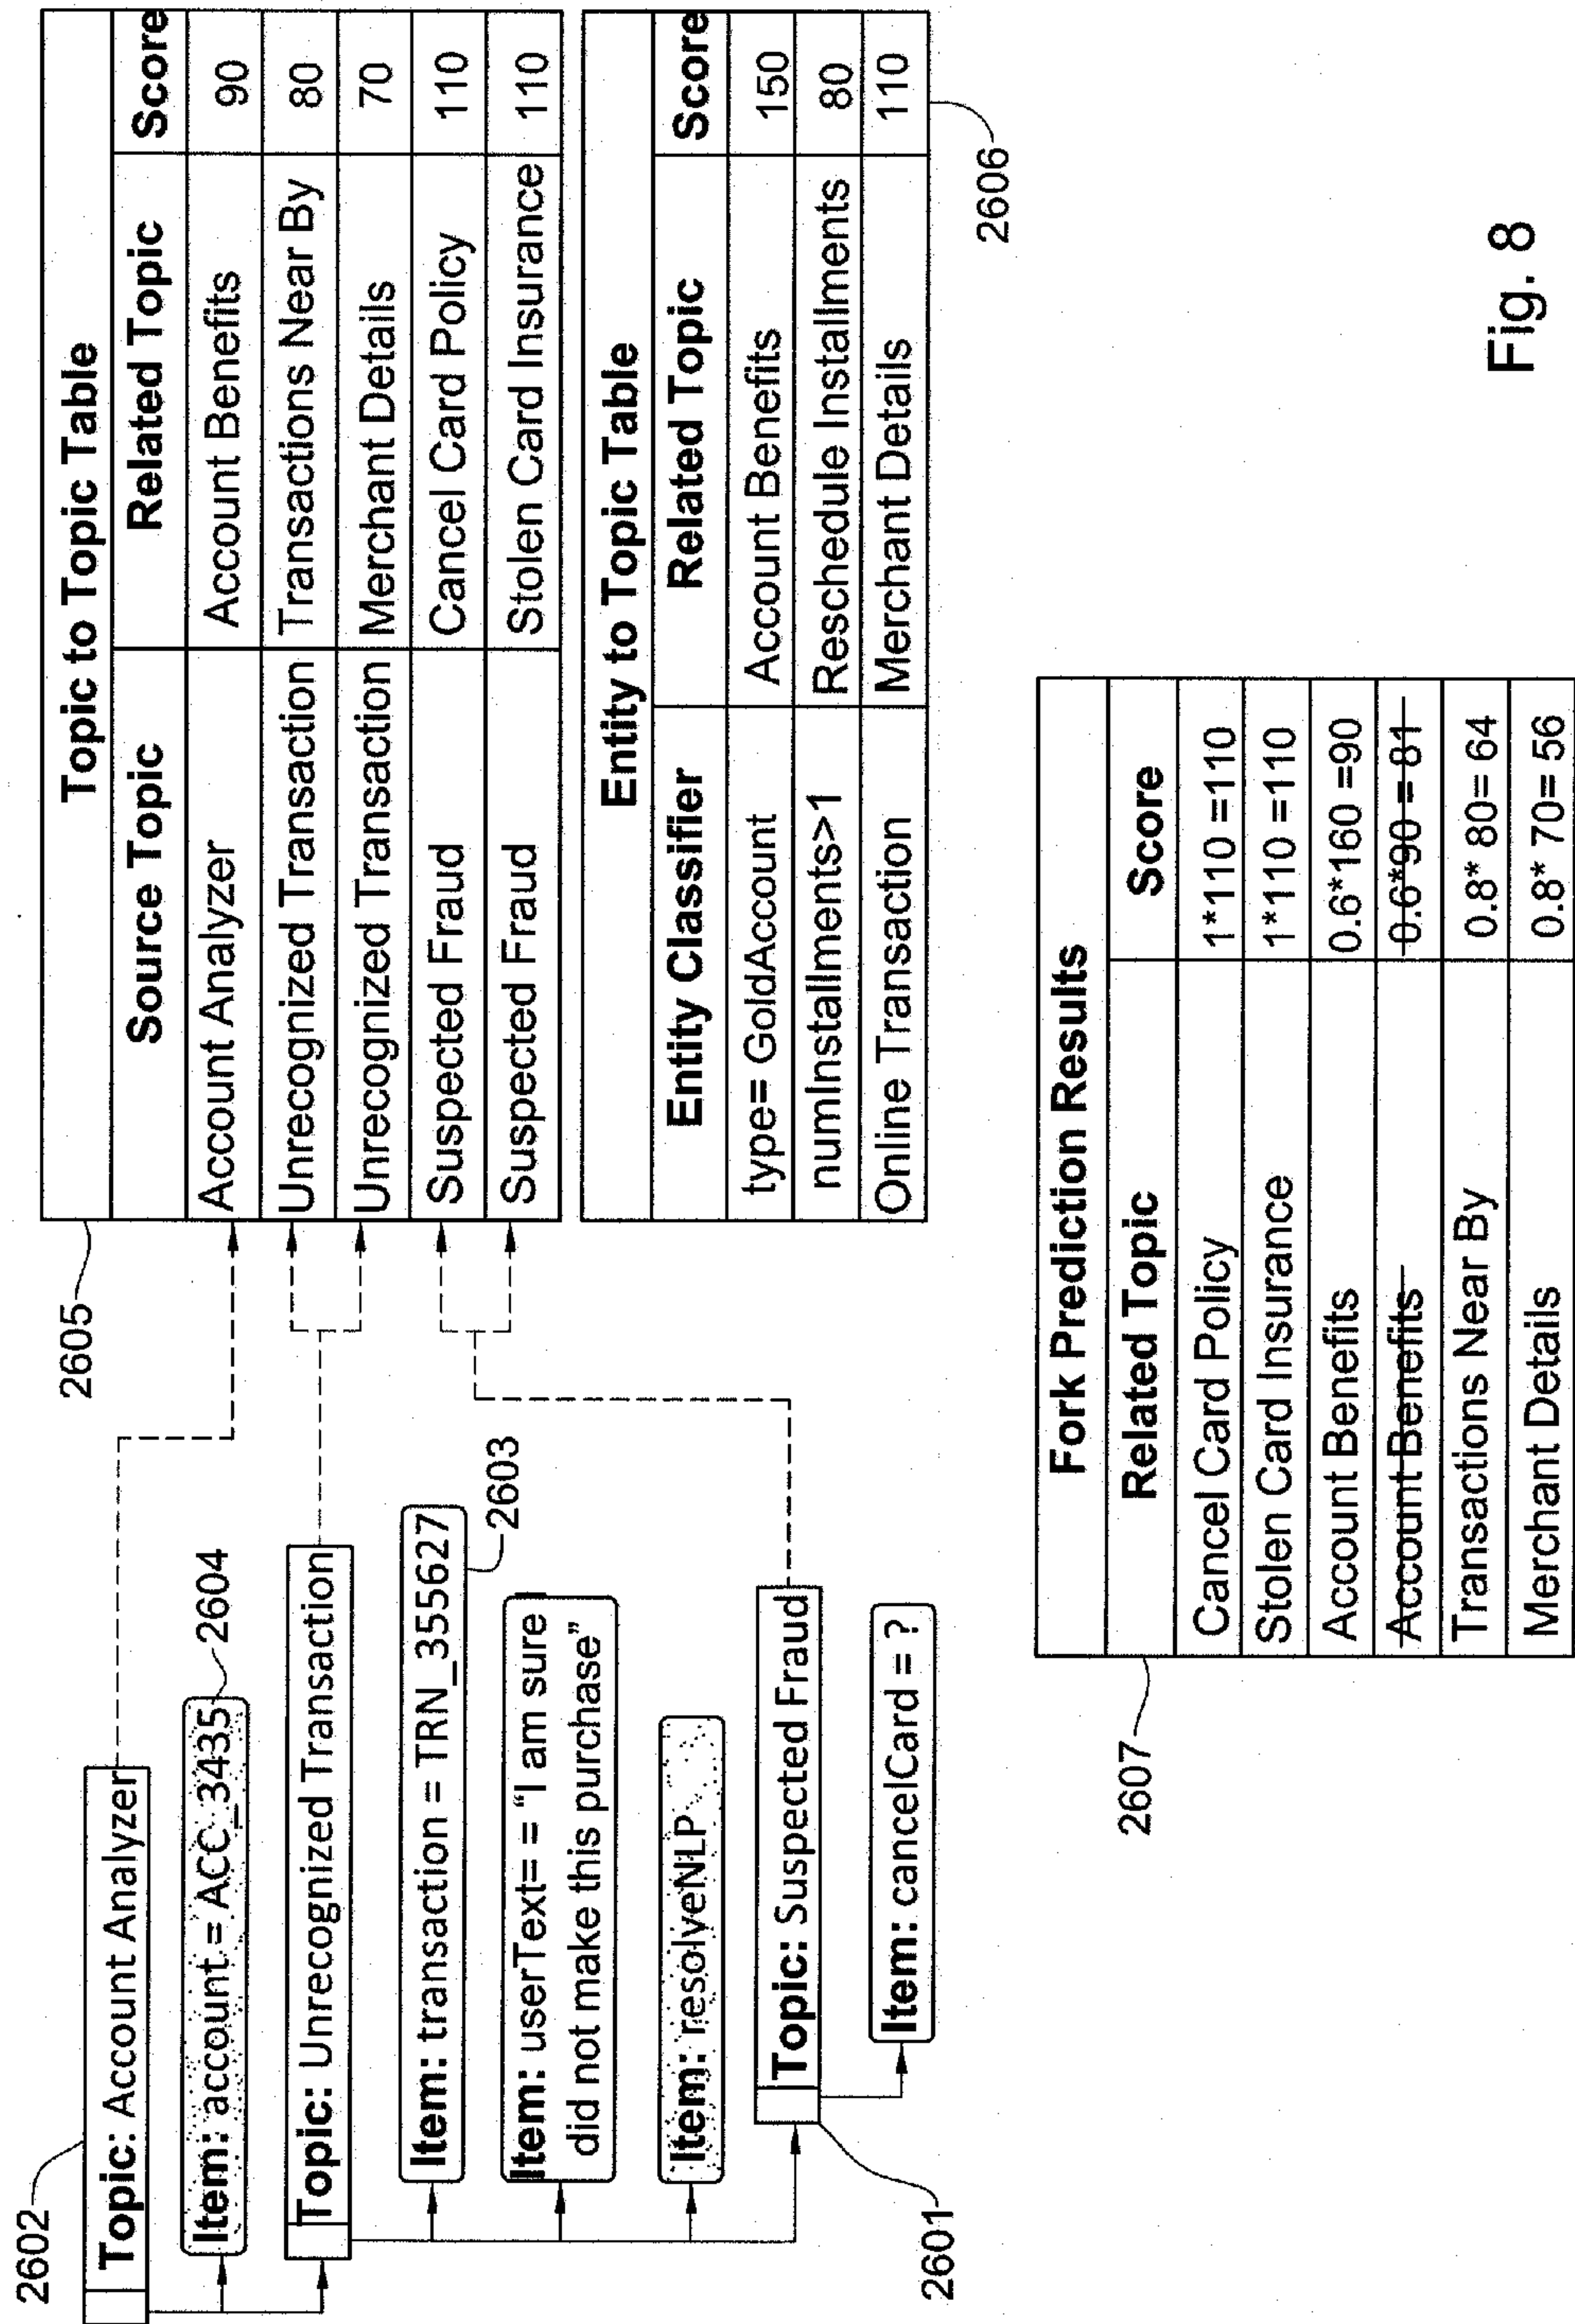 2602
Topic: Account Analyzer
Item: account = ACC_3435
2604
Topic: Unrecognized Transaction
Item: transaction = TRN_355627
2603
Item: userText= = "I am sure
did not make this purchase"
Item: resolveNLP
Topic: Suspected Fraud
2601
Item: cancelCard = ?
2605
Topic to Topic Table
Source Topic Related Topic Score
Account Analyzer Account Benefits 90
Unrecognized Transaction Transactions Near By 80
Unrecognized Transaction Merchant Details 70
Suspected Fraud Cancel Card Policy 110
Suspected Fraud Stolen Card Insurance 110
Entity to Topic Table
Entity Classifier Related Topic Score
type= GoldAccount Account Benefits 150
numInstallments>1 Reschedule Installments 80
Online Transaction Merchant Details 110
2606
2607
Fork Prediction Results
Related Topic Score
Cancel Card Policy 1*110 =110
Stolen Card Insurance 1*110 =110
Account Benefits 0.6*160 =90
Account Benefits 0.6*90 = 81
Transactions Near By 0.8* 80= 64
Merchant Details 0.8* 70= 56
Fig. 8